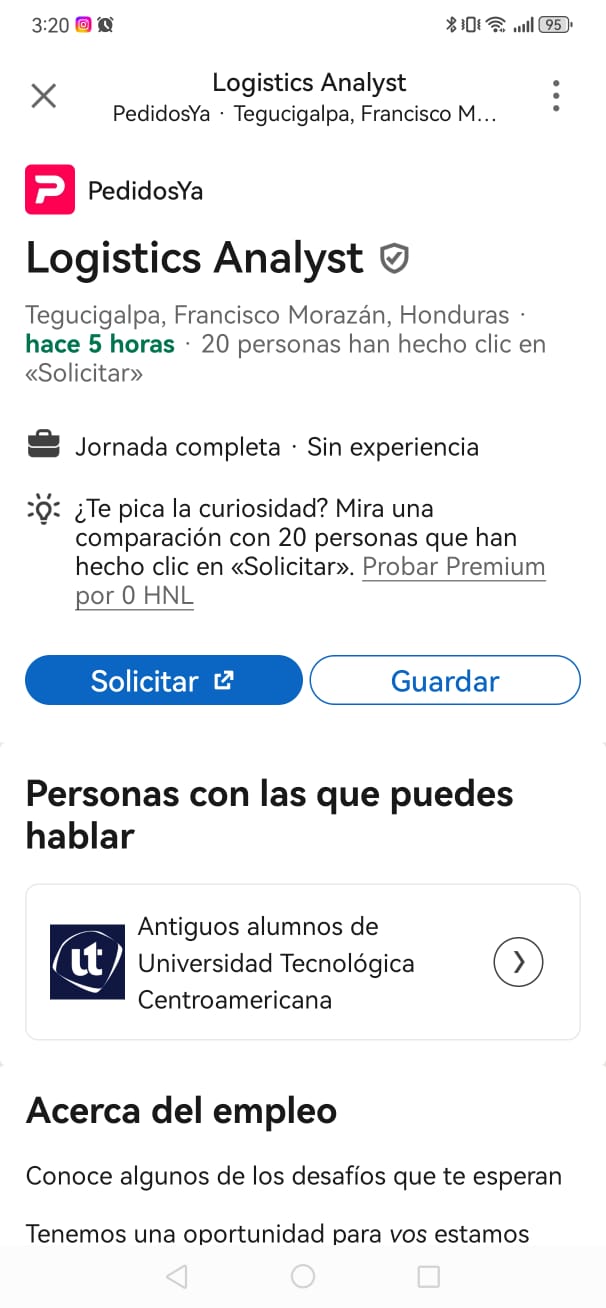 3:20
95
Logistics Analyst
PedidosYa · Tegucigalpa, Francisco M...
PedidosYa
Logistics Analyst
Tegucigalpa, Francisco Morazán, Honduras ·
hace 5 horas · 20 personas han hecho clic en
«Solicitar»
Jornada completa · Sin experiencia
¿Te pica la curiosidad? Mira una
comparación con 20 personas que han
hecho clic en «Solicitar». Probar Premium
por 0 HNL
Solicitar
Guardar
Personas con las que puedes
hablar
ut
Antiguos alumnos de
Universidad Tecnológica
Centroamericana
Acerca del empleo
Conoce algunos de los desafíos que te esperan
Tenemos una oportunidad para vos estamos